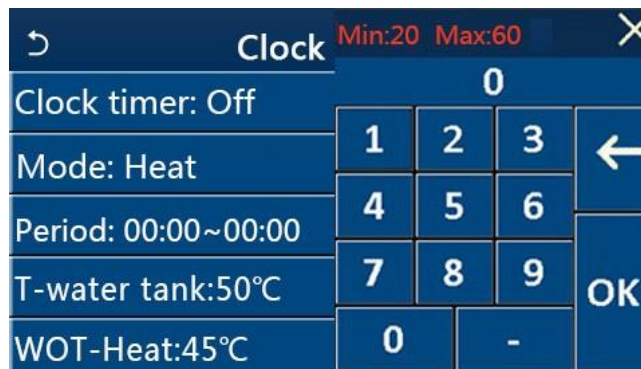 Clock
Clock timer: Off
Mode: Heat
Period: 00:00~00:00
T-water tank:50℃
WOT-Heat:45℃
Min:20 Max:60
0
1 2 3
4 5 6
7 8 9
OK
0 -